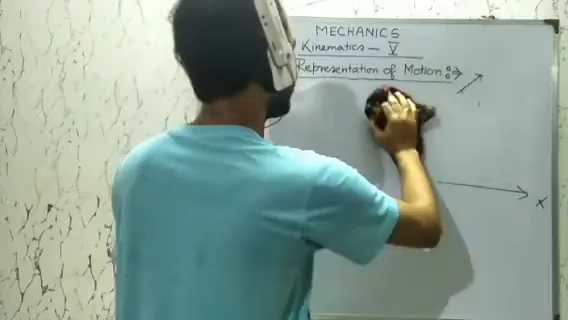 MECHANICS
Kinematics — V
Representation of Motion :⇒
x